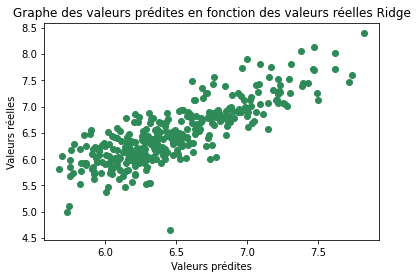 Graphe des valeurs prédites en fonction des valeurs réelles Ridge
8.5
8.0
7.5
7.0
6.5
6.0
5.5
5.0
4.5
Valeurs réelles
6.0 6.5 7.0 7.5
Valeurs prédites